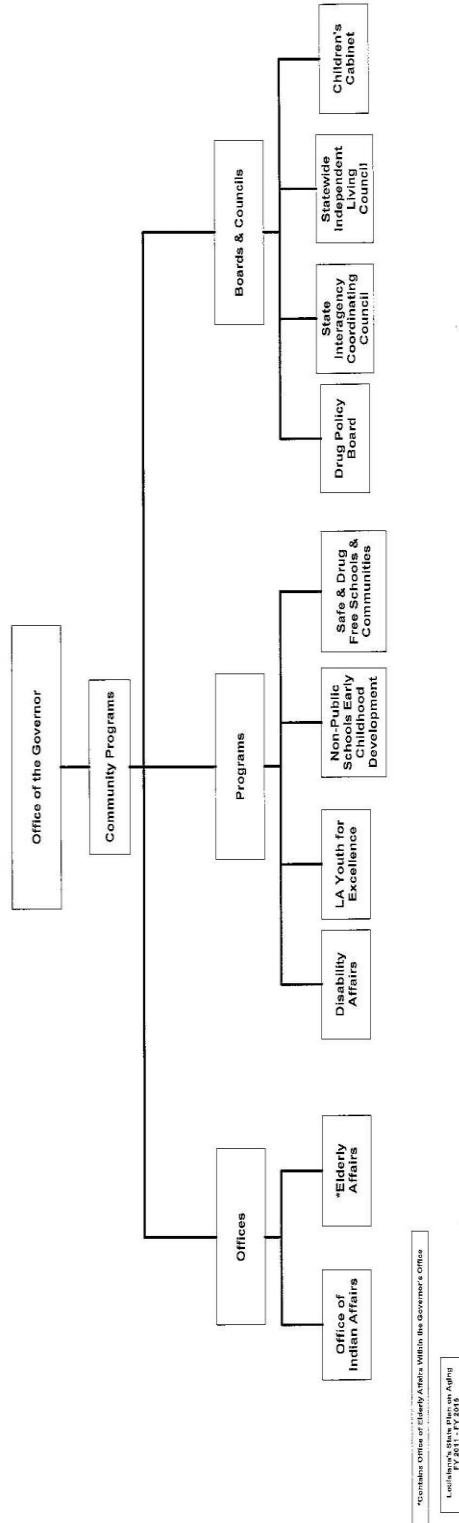 Office of the Governor
Community Programs
Offices
Programs
Boards & Councils
Office of
Indian Affairs
*Elderly
Affairs
Disability
Affairs
LA Youth for
Excellence
Non-Public
Schools Early
Childhood
Development
Safe & Drug
Free Schools &
Communities
Drug Policy
Board
State
Interagency
Coordinating
Council
Statewide
Independent
Living
Council
Children's
Cabinet
*Contains Office of Elderly Affairs Within the Governor's Office
Louisiana's State Plan on Aging
FY 2011 - FY 2015